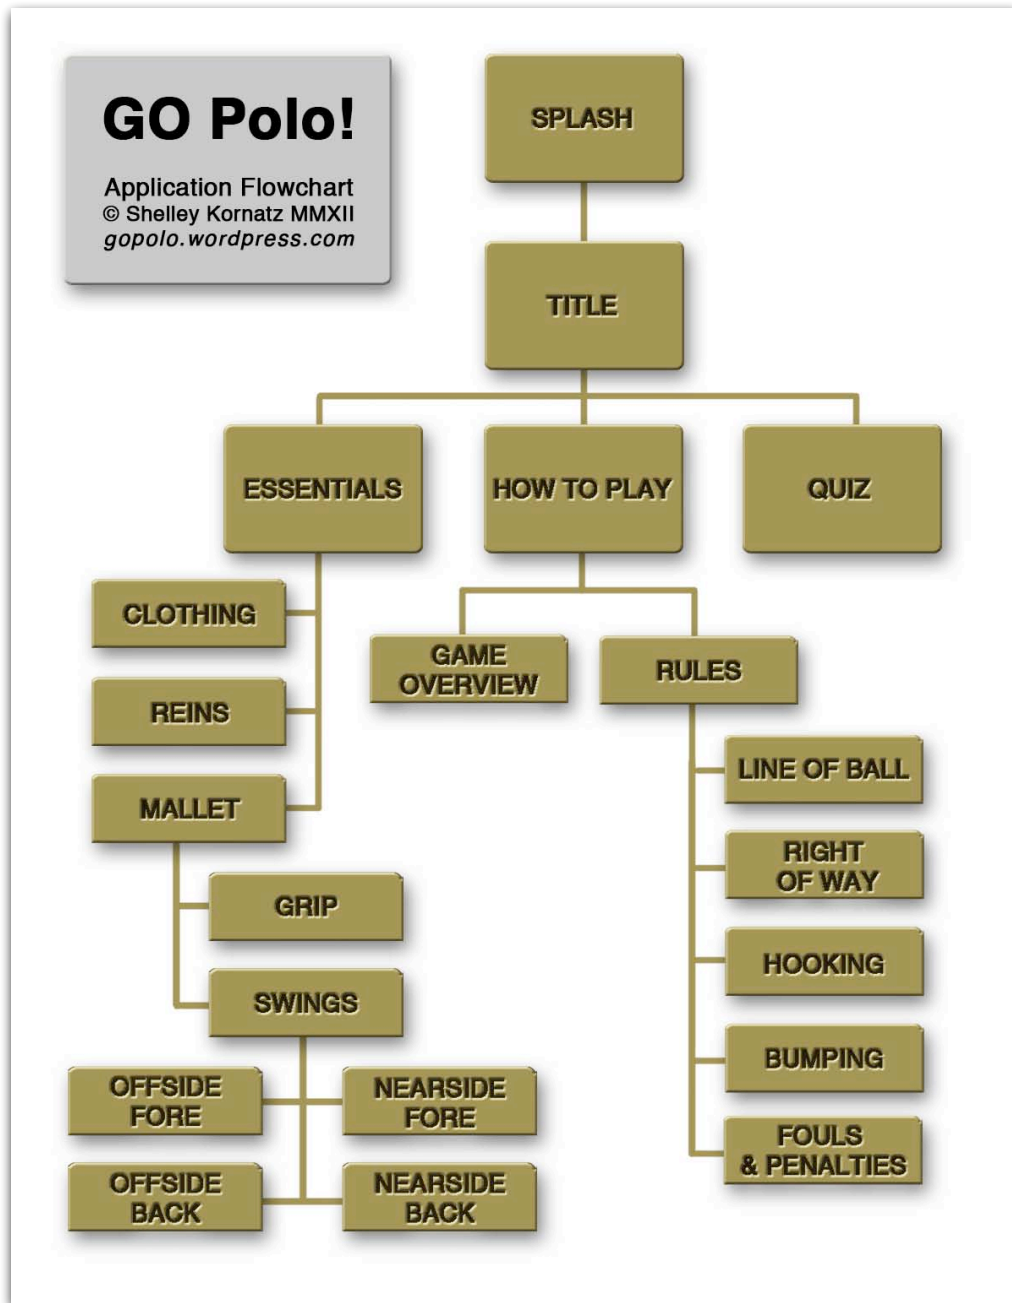 GO Polo!
Application Flowchart
© Shelley Kornatz MMXII
gopolo.wordpress.com
SPLASH
TITLE
ESSENTIALS
HOW TO PLAY
QUIZ
CLOTHING
REINS
MALLET
GRIP
SWINGS
OFFSIDE
FORE
NEARSIDE
FORE
OFFSIDE
BACK
NEARSIDE
BACK
GAME
OVERVIEW
RULES
LINE OF BALL
RIGHT
OF WAY
HOOKING
BUMPING
FOULS
& PENALTIES